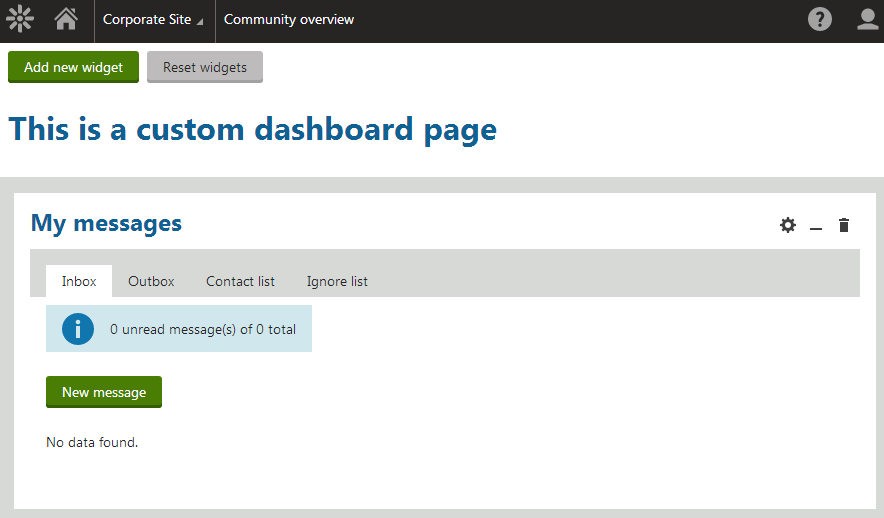 Corporate Site Community overview
Add new widget Reset widgets
This is a custom dashboard page
My messages
Inbox Outbox Contact list Ignore list
0 unread message(s) of 0 total
New message
No data found.